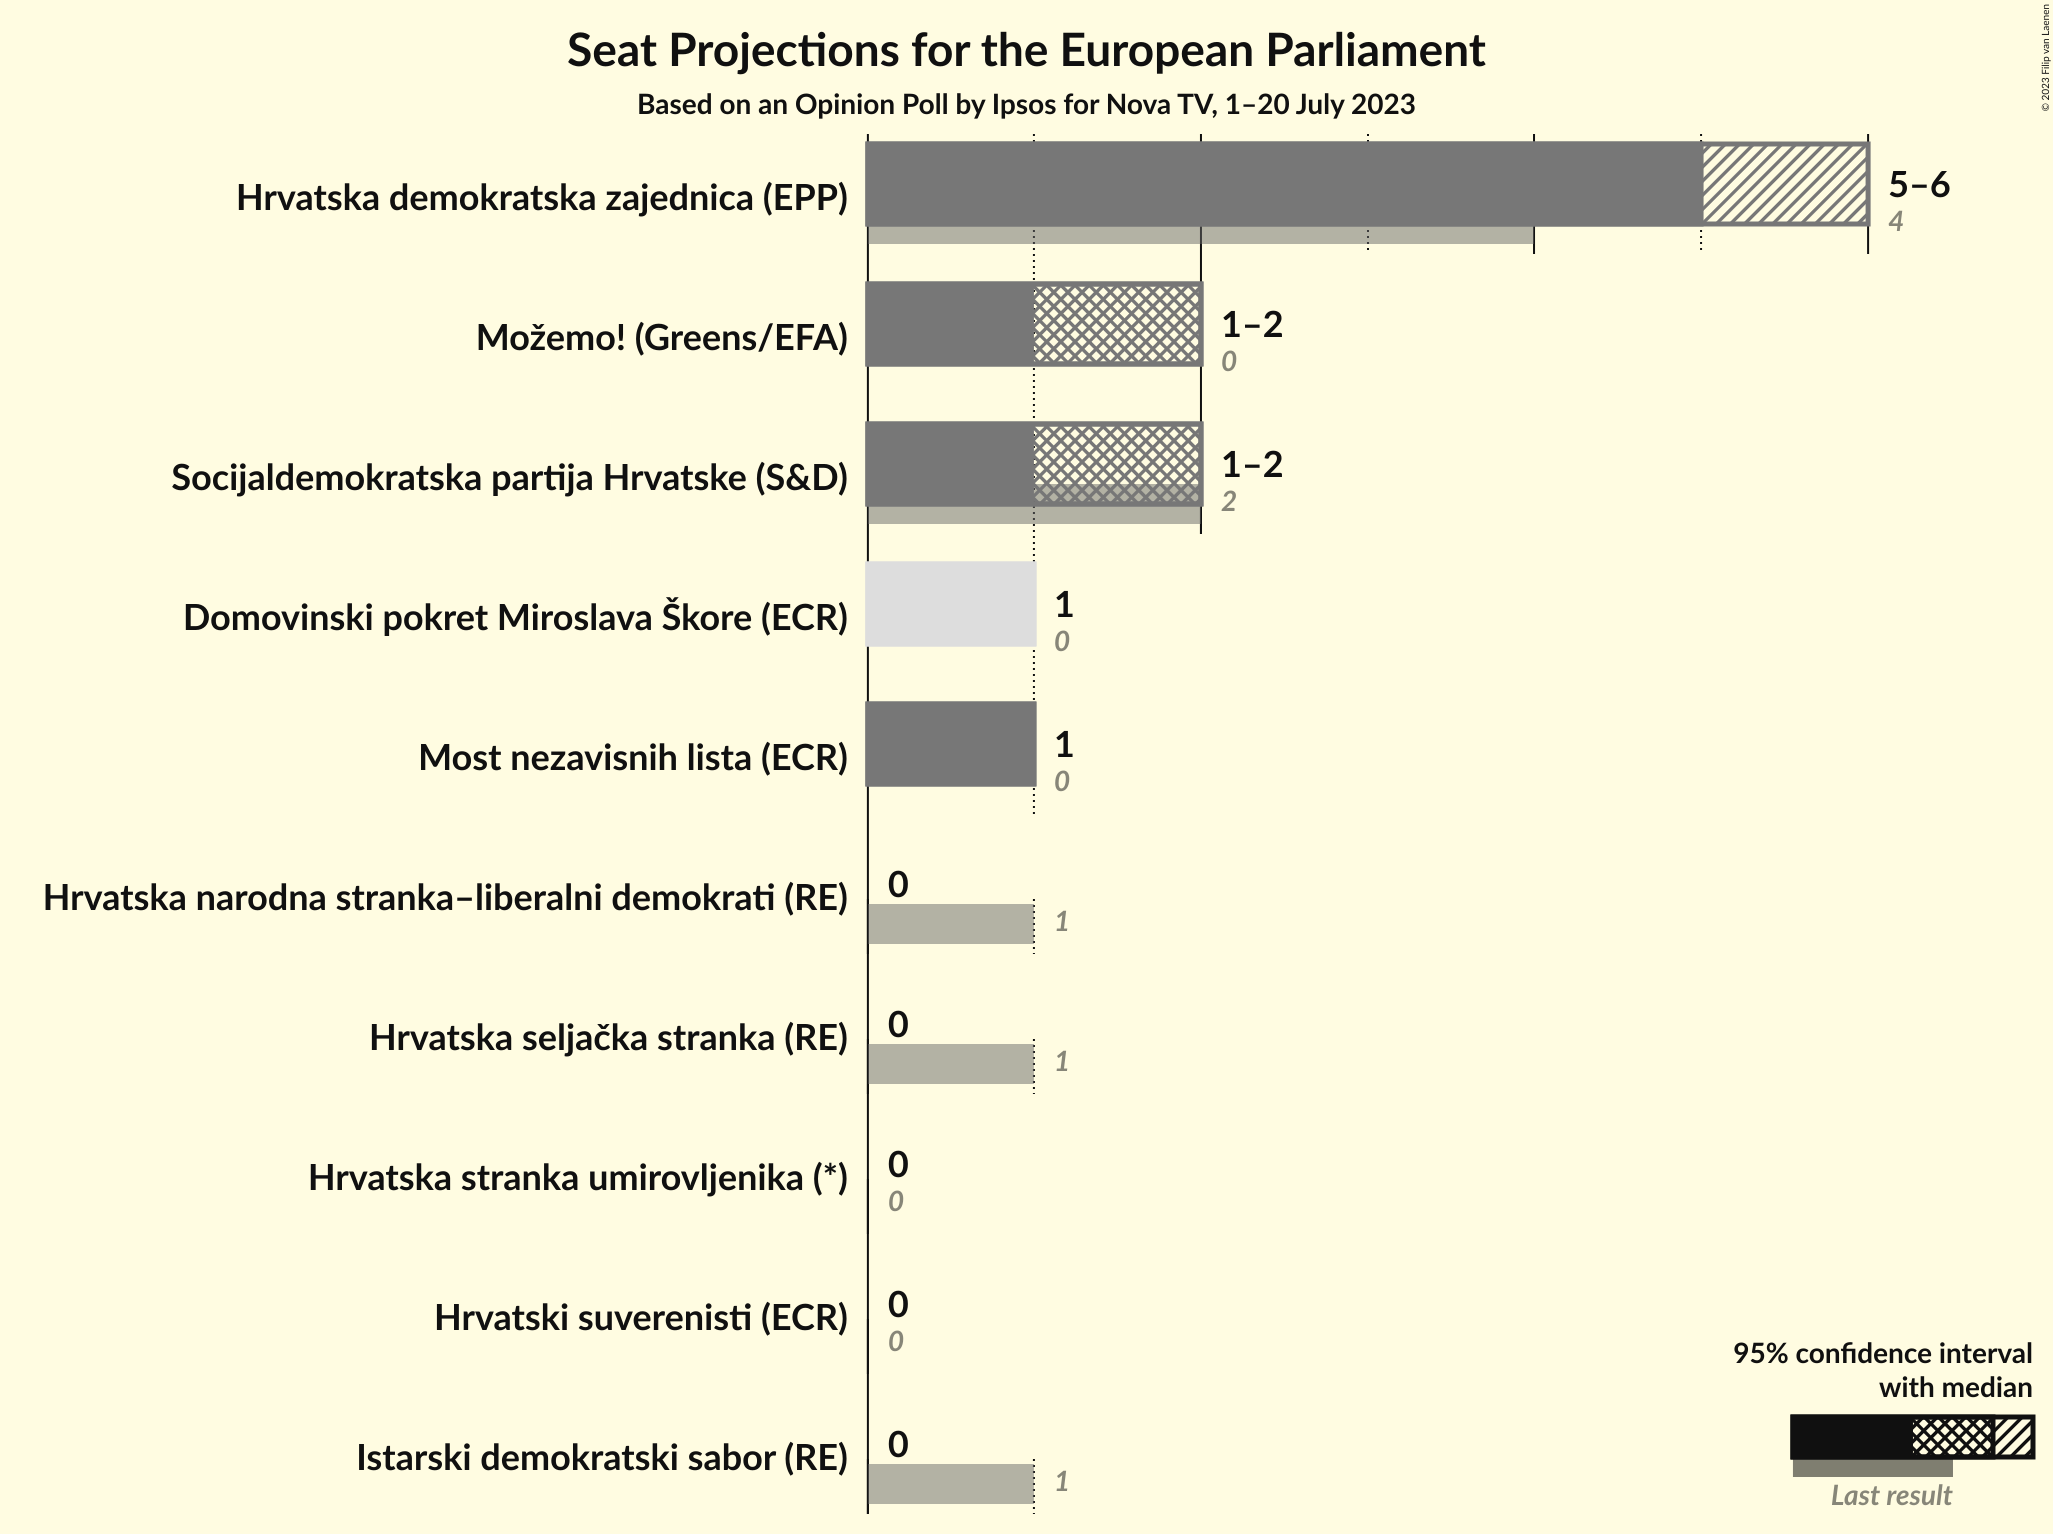 Seat Projections for the European Parliament
Based on an Opinion Poll by Ipsos for Nova TV, 1–20 July 2023
© 2023 Filip van Laenen
Hrvatska demokratska zajednica (EPP)
5–6
4
Možemo! (Greens/EFA)
1–2
0
Socijaldemokratska partija Hrvatske (S&D)
1–2
2
Domovinski pokret Miroslava Škore (ECR)
1
0
Most nezavisnih lista (ECR)
1
0
Hrvatska narodna stranka–liberalni demokrati (RE)
0
1
Hrvatska seljačka stranka (RE)
0
1
Hrvatska stranka umirovljenika (*)
0
0
Hrvatski suverenisti (ECR)
0
0
Istarski demokratski sabor (RE)
0
1
95% confidence interval
with median
Last result